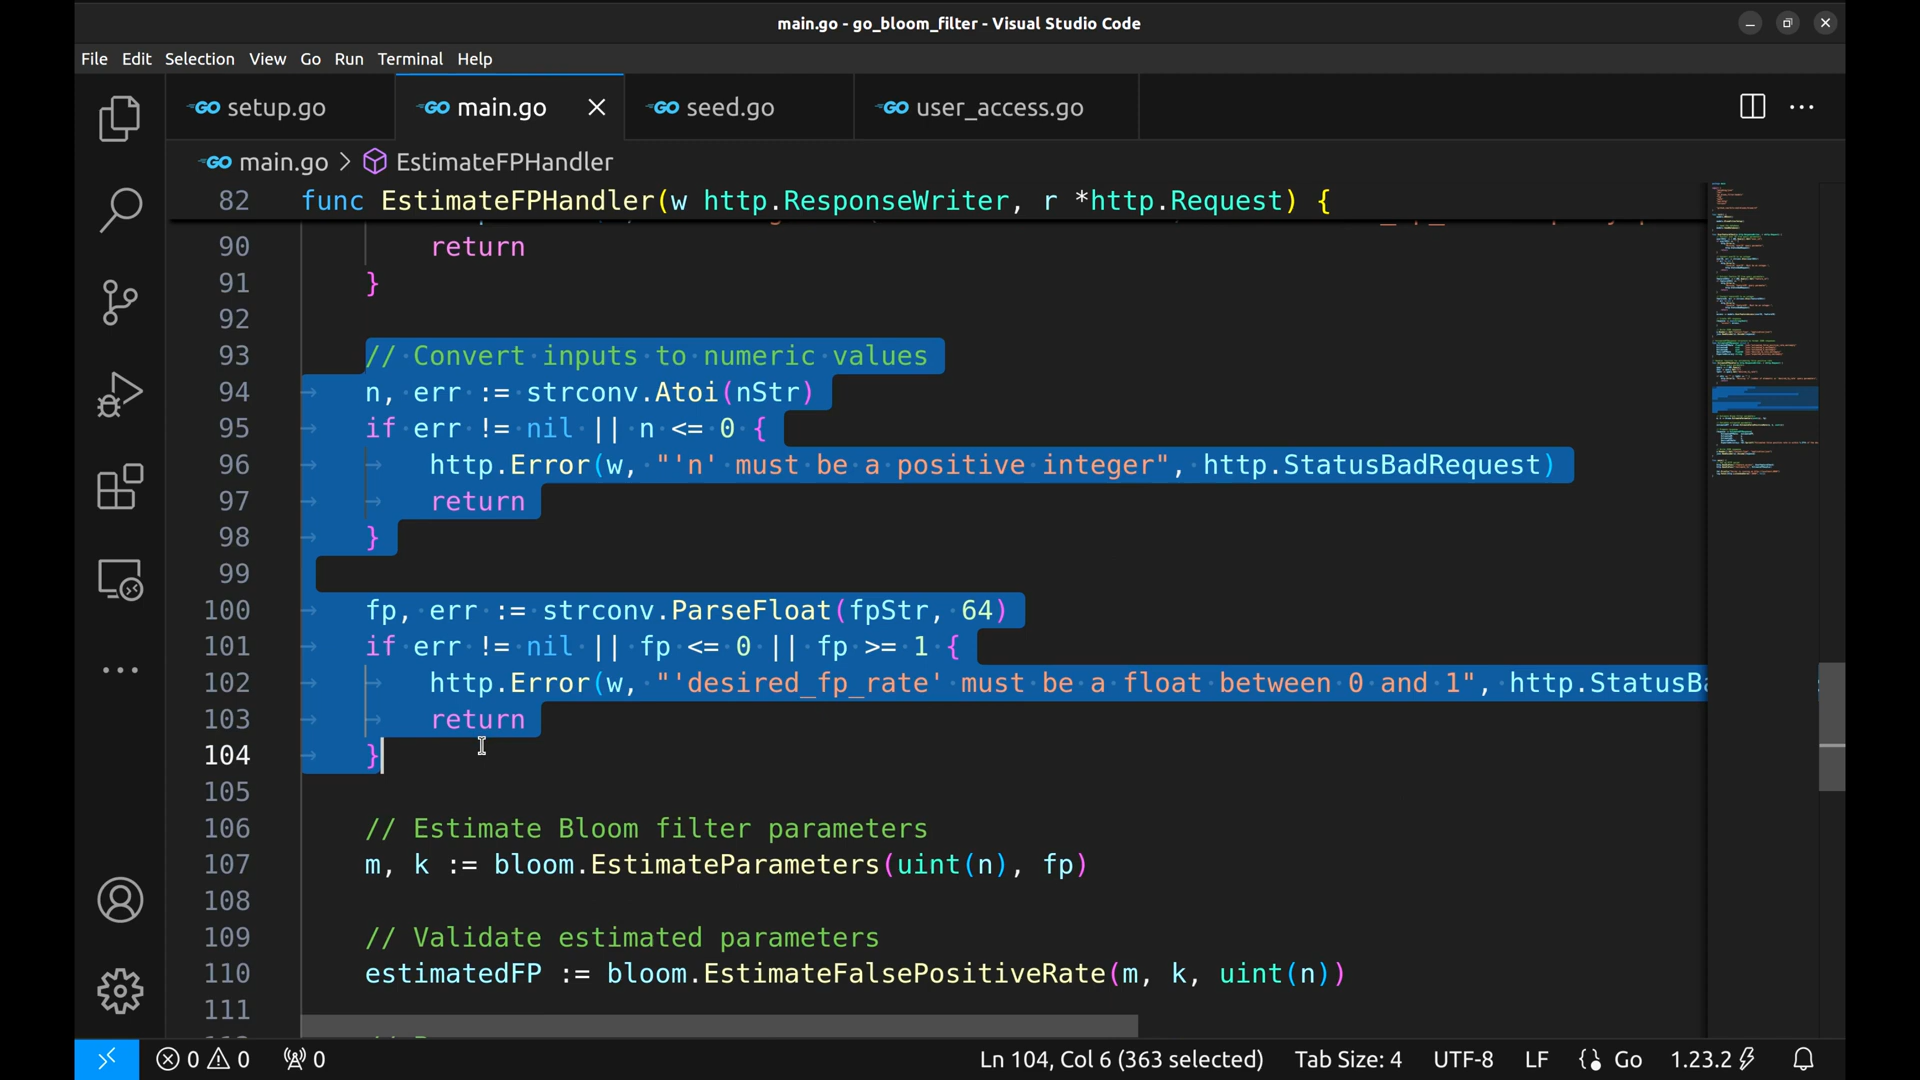 main.go - go_bloom_filter - Visual Studio Code
File Edit Selection View Go Run Terminal Help
GO setup.go GO main.go GO seed.go GO user_access.go
GO main.go > EstimateFPHandler
82 func EstimateFPHandler(w http.ResponseWriter, r *http.Request) {
90 return
91 }
92
93 // Convert inputs to numeric values
94 n, err := strconv.Atoi(nStr)
95 if err != nil || n <= 0 {
96 http.Error(w, "'n' must be a positive integer", http.StatusBadRequest)
97 return
98 }
99
100 fp, err := strconv.ParseFloat(fpStr, 64)
101 if err != nil || fp <= 0 || fp >= 1 {
102 http.Error(w, "'desired_fp_rate' must be a float between 0 and 1", http.StatusBa
103 return
104 }
105
106 // Estimate Bloom filter parameters
107 m, k := bloom.EstimateParameters(uint(n), fp)
108
109 // Validate estimated parameters
110 estimatedFP := bloom.EstimateFalsePositiveRate(m, k, uint(n))
111
0 0 0 Ln 104, Col 6 (363 selected) Tab Size: 4 UTF-8 LF Go 1.23.2